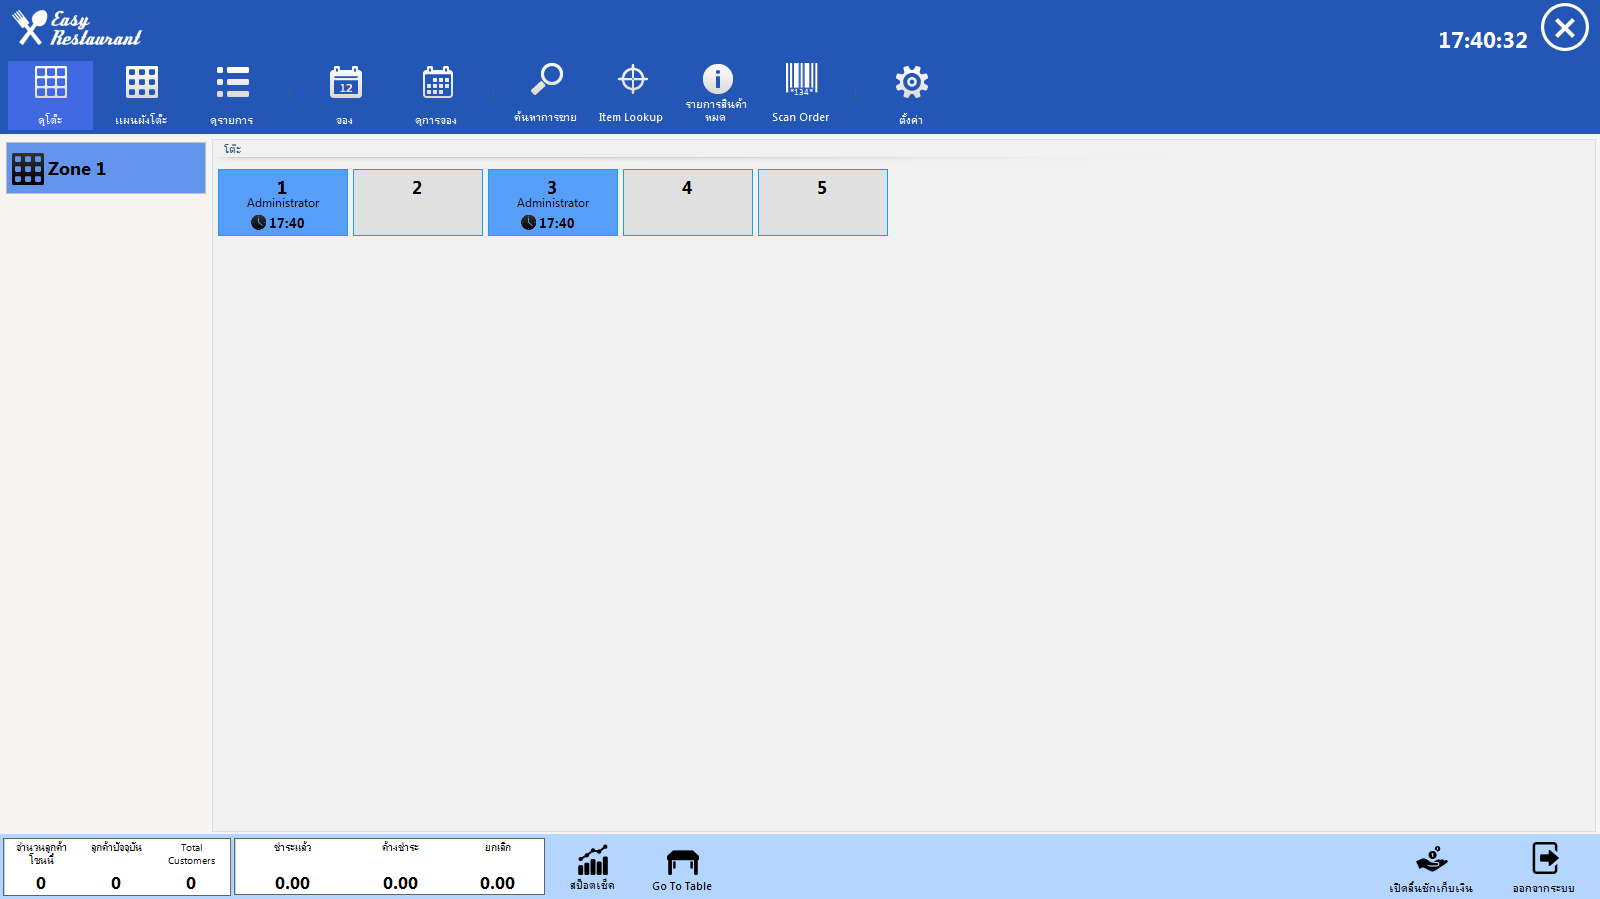 Easy
Restaurant
17:40:32
ดูโต๊ะ
แผนผังโต๊ะ
ดูรายการ
12
จอง
ดูการจอง
ค้นหาการขาย
Item Lookup
รายการสินค้า
หมด
*134*
Scan Order
ตั้งค่า
Zone 1
โต๊ะ
1
Administrator
17:40
2
3
Administrator
17:40
4
5
จำนวนลูกค้า
โซนนี้
0
ลูกค้าปัจจุบัน
0
Total
Customers
0
ชำระแล้ว
0.00
ค้างชำระ
0.00
ยกเลิก
0.00
สป๊อตเช็ค
Go To Table
เปิดลิ้นชักเก็บเงิน
ออกจากระบบ